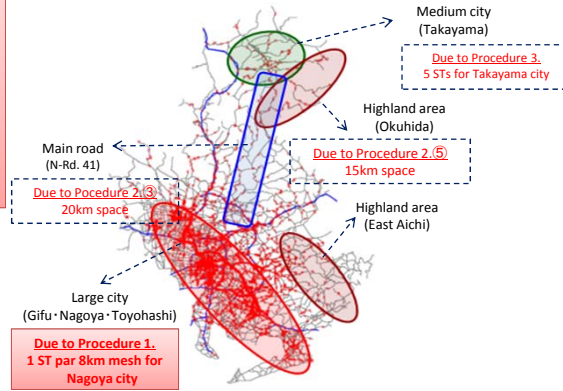 Medium city
(Takayama)
Due to Procedure 3.
5 STs for Takayama city
Highland area
(Okuhida)
Main road
(N-Rd. 41)
Due to Procedure 2.⑤
15km space
Due to Pocedure 2.③
20km space
Highland area
(East Aichi)
Large city
(Gifu・Nagoya・Toyohashi)
Due to Procedure 1.
1 ST par 8km mesh for
Nagoya city